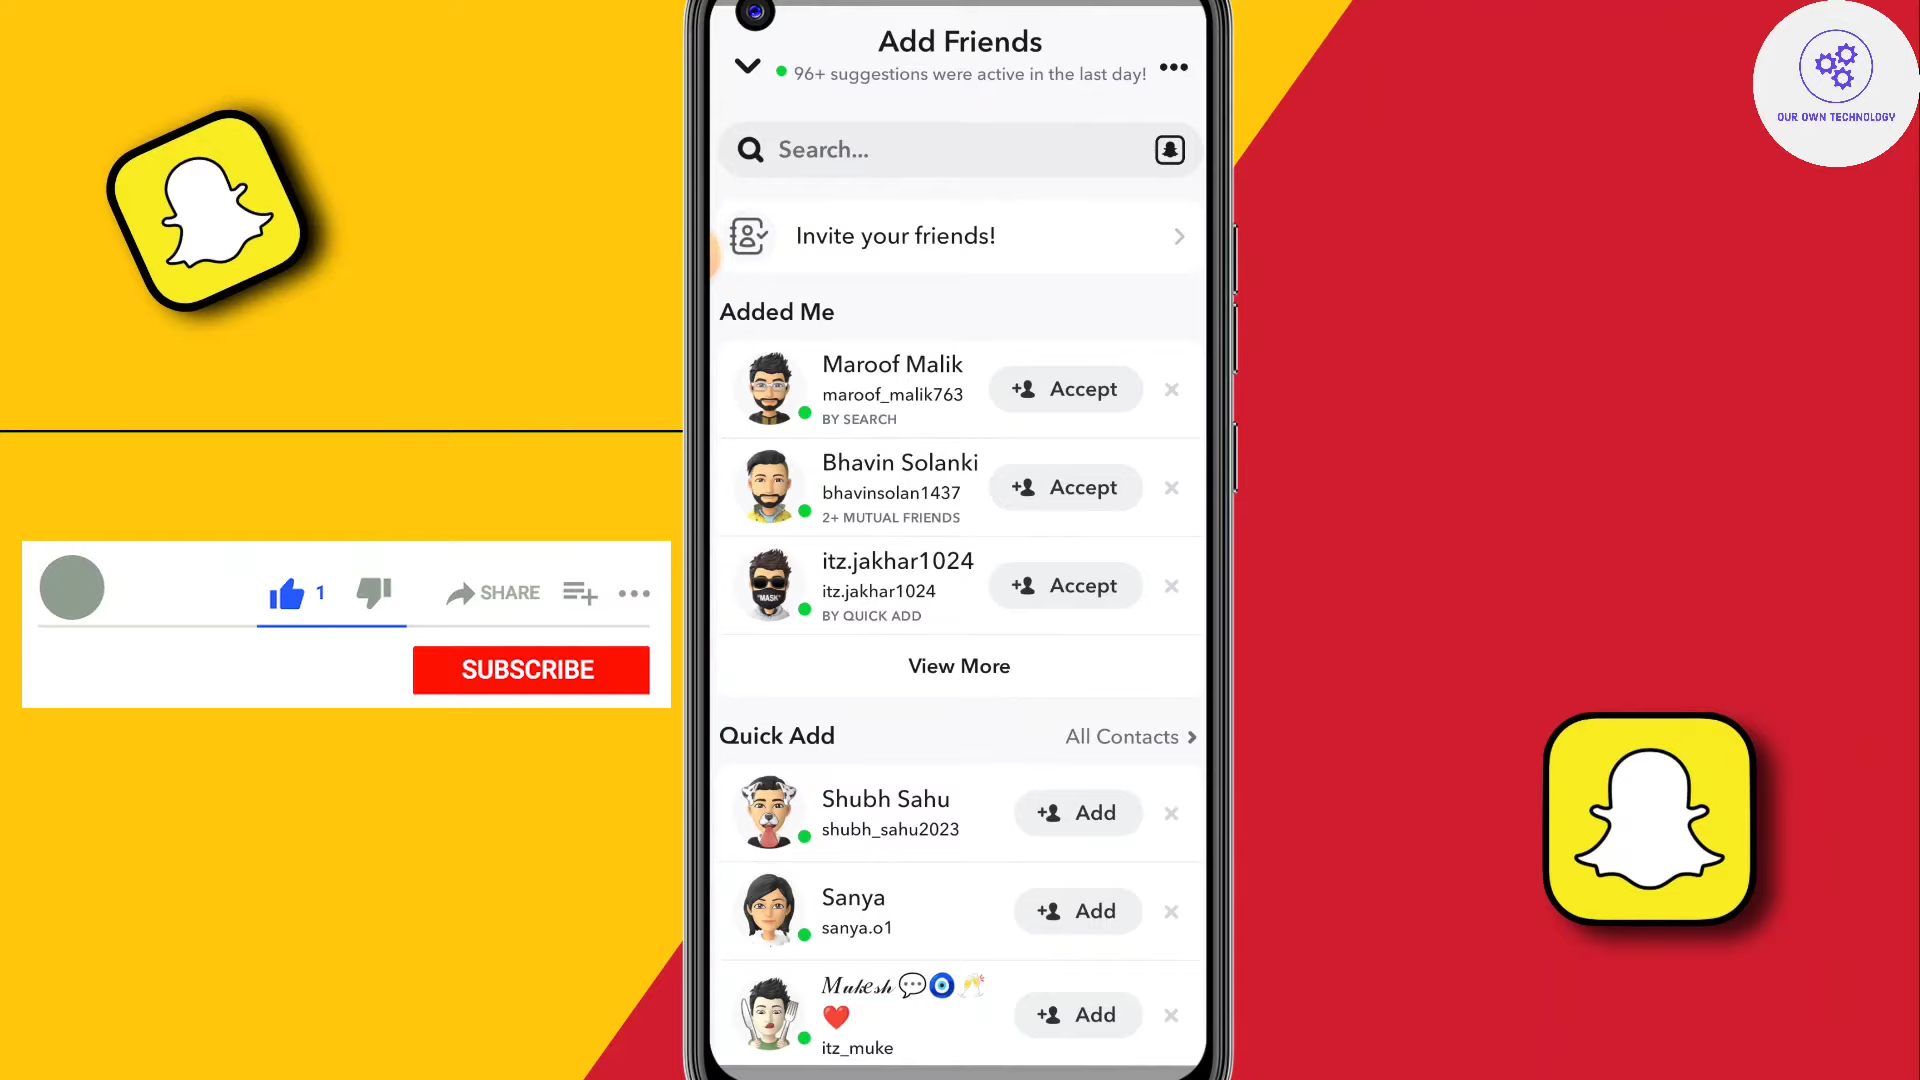 Add Friends
96+ suggestions were active in the last day!
OUR OWN TECHNOLOGY
Search...
Invite your friends!
Added Me
Maroof Malik
maroof_malik763
BY SEARCH
Accept
Bhavin Solanki
bhavinsolan1437
2+ MUTUAL FRIENDS
Accept
itz.jakhar1024
itz.jakhar1024
BY QUICK ADD
Accept
"MASK"
View More
1
SHARE
SUBSCRIBE
Quick Add
All Contacts
Shubh Sahu
shubh_sahu2023
Add
Sanya
sanya.o1
Add
𝑀𝓊𝓀𝑒𝓈𝒽 💬🧿🥂
❤️
itz_muke
Add